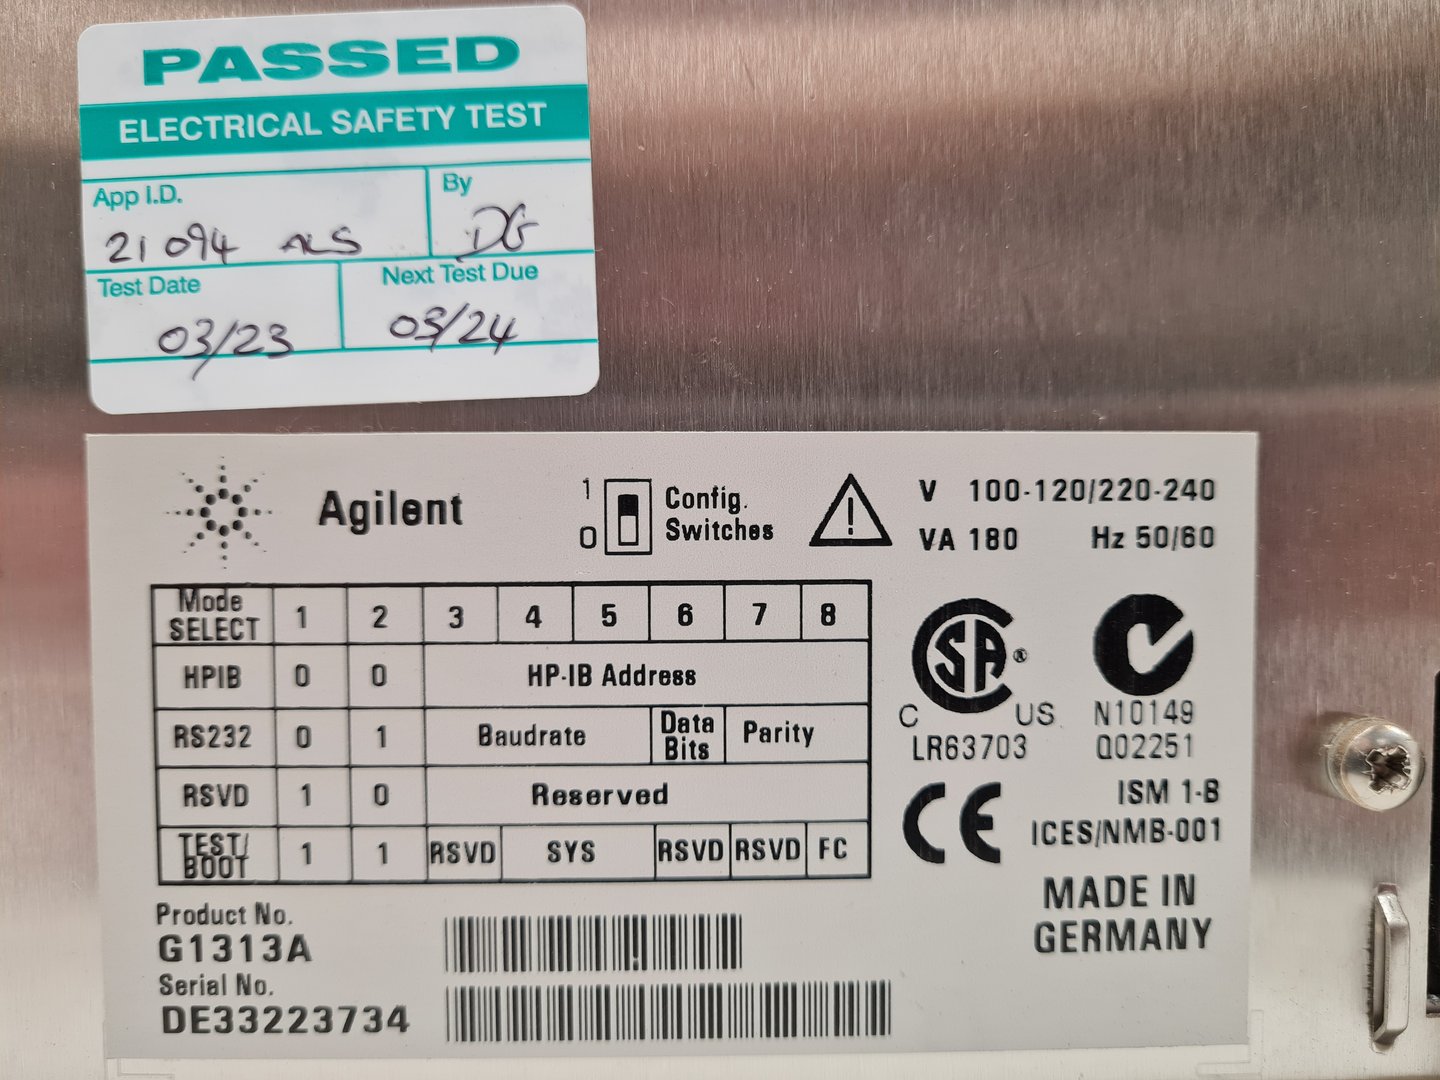 PASSED
ELECTRICAL SAFETY TEST
App I.D.
By
21094 ALS
DG
Test Date
Next Test Due
03/23
03/24
Agilent
1
0
Config.
Switches
V 100-120/220-240
VA 180 Hz 50/60
Mode
SELECT 1 2 3 4 5 6 7 8
HPIB 0 0 HP-IB Address
RS232 0 1 Baudrate Data Bits Parity
RSVD 1 0 Reserved
TEST/
BOOT 1 1 RSVD SYS RSVD RSVD FC
SA ®
C US
LR63703
N10149
Q02251
CE
ISM 1-B
ICES/NMB-001
MADE IN
GERMANY
Product No.
G1313A
Serial No.
DE33223734